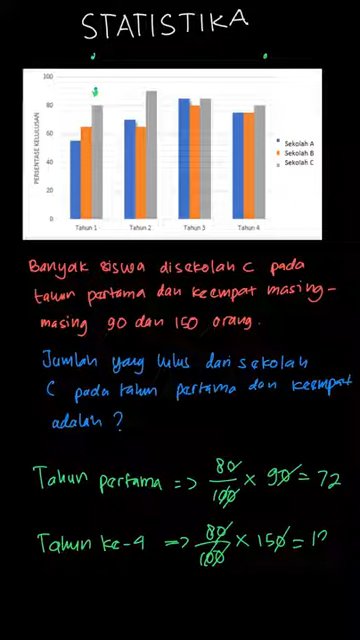 STATISTIKA
100
80
60
40
20
0
PERSENTASE KELULUSAN
Tahun 1 Tahun 2 Tahun 3 Tahun 4
Sekolah A
Sekolah B
Sekolah C
Banyak siswa disekolah C pada
tahun pertama dan keempat masing-
masing 90 dan 150 orang.
Jumlah yang lulus dari sekolah
C pada tahun pertama dan keempat
adalah ?
Tahun pertama => 80/100 × 90 = 72
Tahun ke-4 => 80/100 × 150 = 12